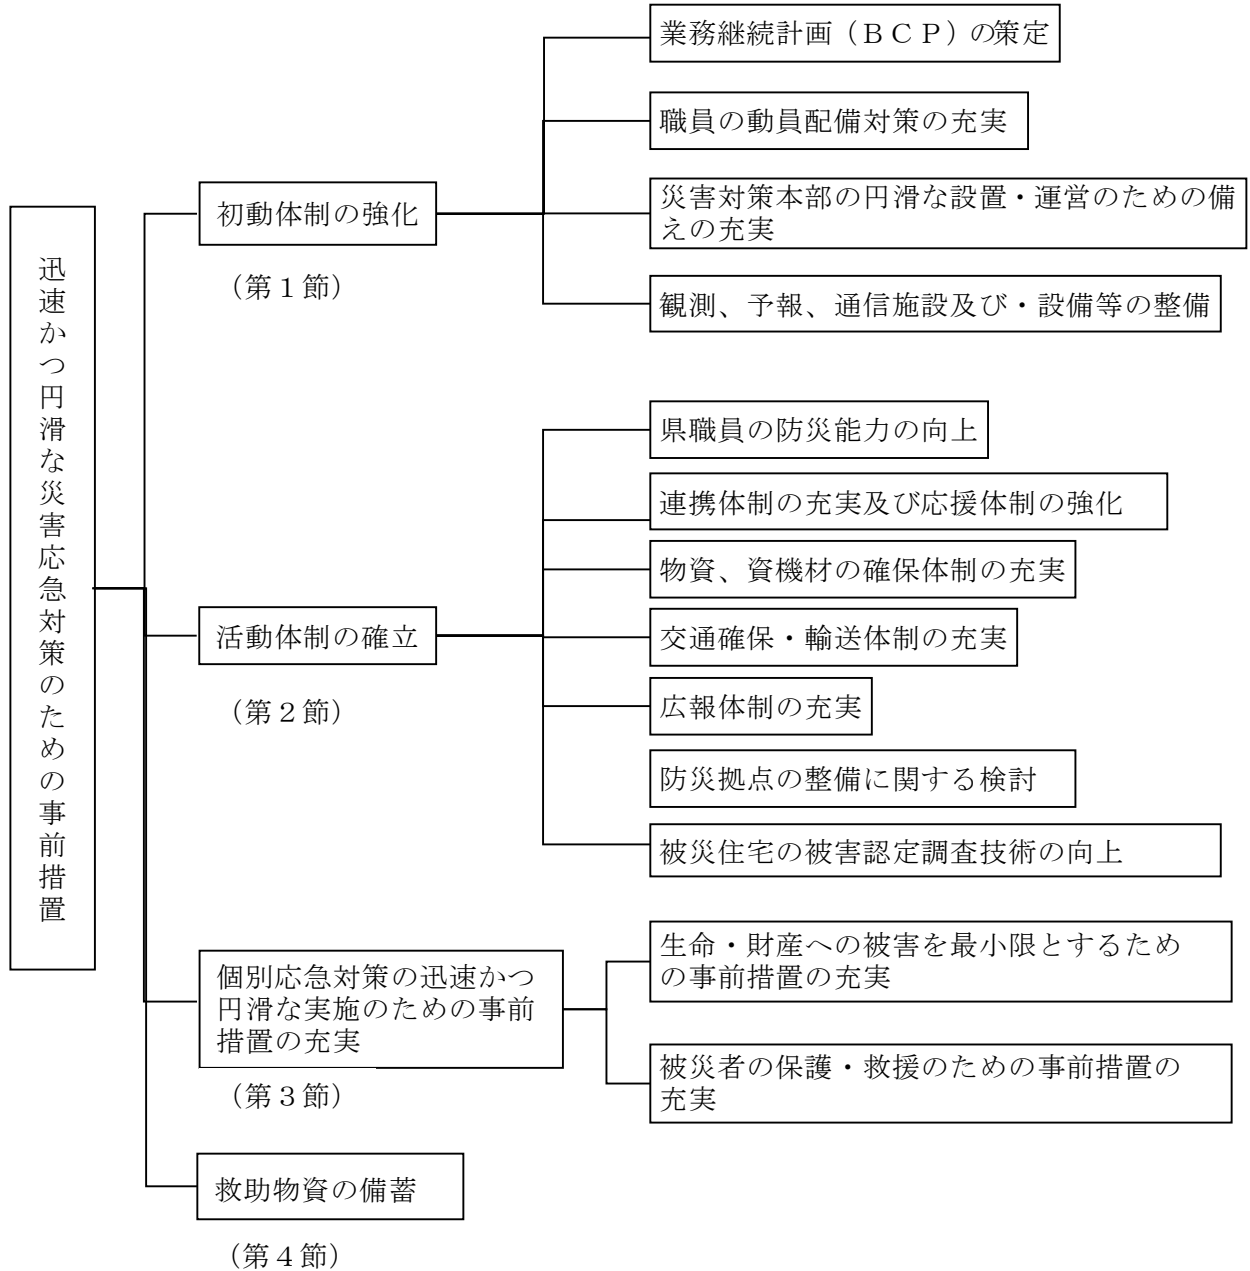 迅速かつ円滑な災害応急対策のための事前措置
初動体制の強化
（第１節）
業務継続計画（ＢＣＰ）の策定
職員の動員配備対策の充実
災害対策本部の円滑な設置・運営のための備
えの充実
観測、予報、通信施設及び・設備等の整備
活動体制の確立
（第２節）
県職員の防災能力の向上
連携体制の充実及び応援体制の強化
物資、資機材の確保体制の充実
交通確保・輸送体制の充実
広報体制の充実
防災拠点の整備に関する検討
被災住宅の被害認定調査技術の向上
個別応急対策の迅速かつ
円滑な実施のための事前
措置の充実
（第３節）
生命・財産への被害を最小限とするため
の事前措置の充実
被災者の保護・救援のための事前措置の
充実
救助物資の備蓄
（第４節）